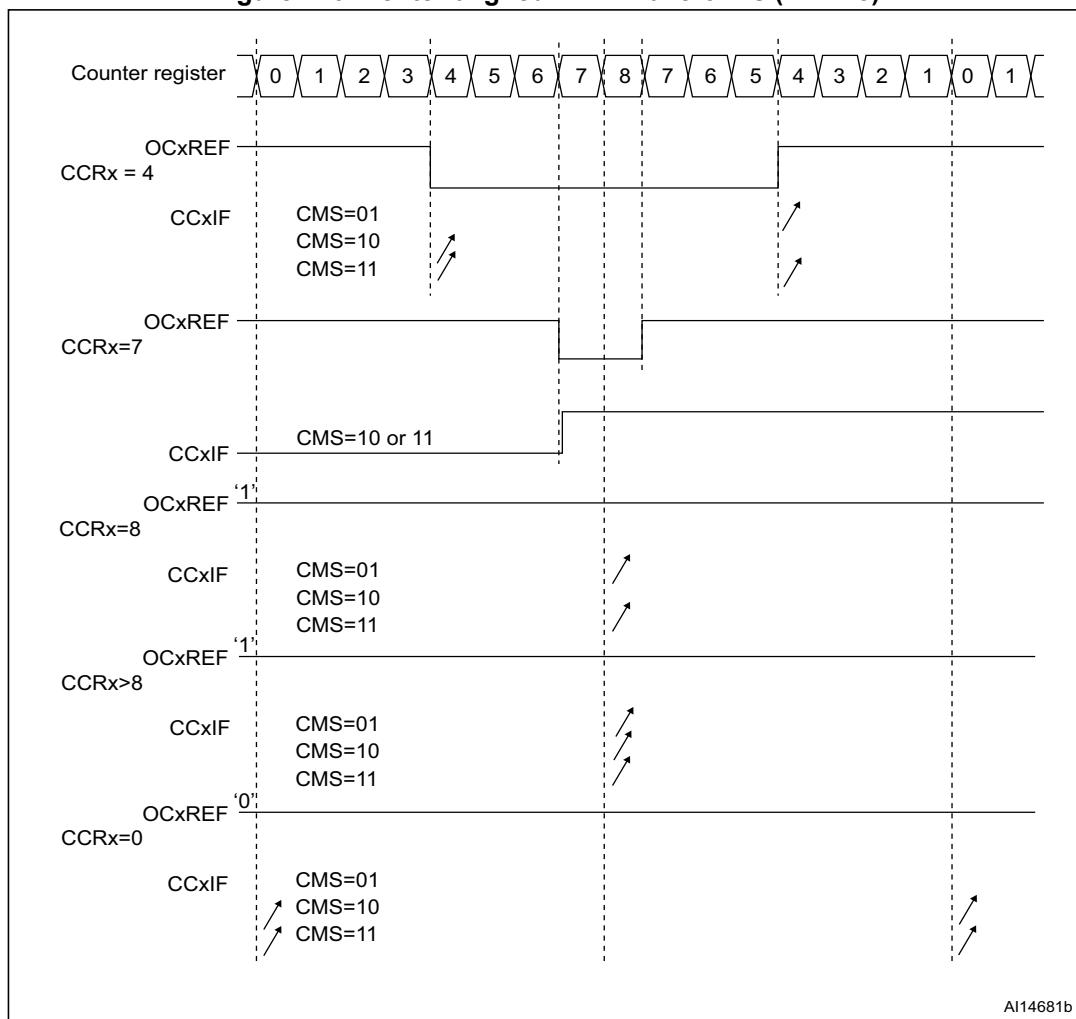 Counter register 0 1 2 3 4 5 6 7 8 7 6 5 4 3 2 1 0 1
OCxREF
CCRx = 4
CCxIF
CMS=01
CMS=10
CMS=11
OCxREF
CCRx=7
CMS=10 or 11
CCxIF
OCxREF '1'
CCRx=8
CCxIF
CMS=01
CMS=10
CMS=11
OCxREF '1'
CCRx>8
CCxIF
CMS=01
CMS=10
CMS=11
OCxREF '0'
CCRx=0
CCxIF
CMS=01
CMS=10
CMS=11
AI14681b